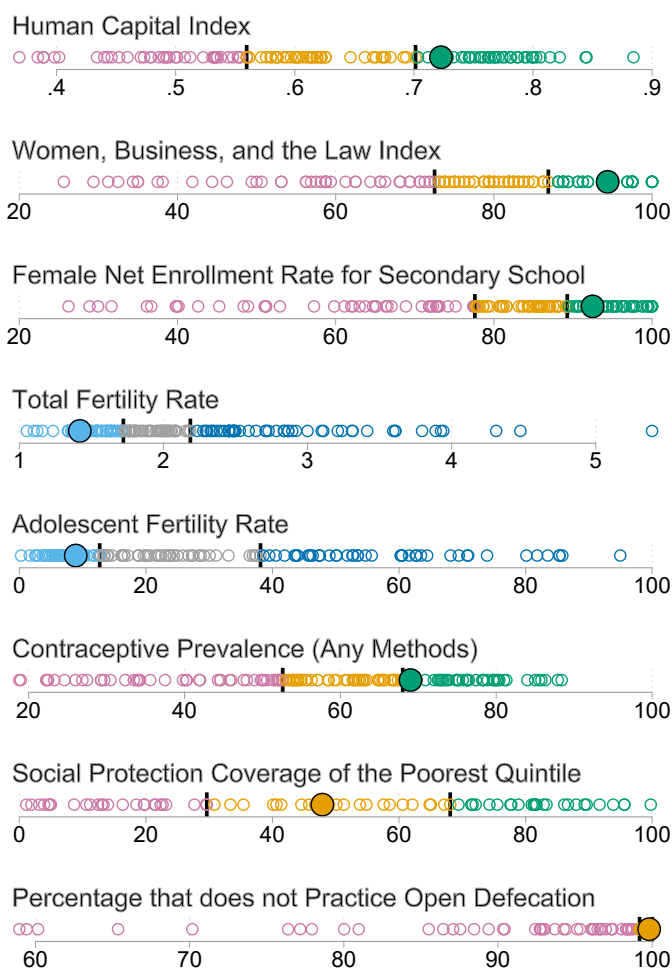 Human Capital Index
.4 .5 .6 .7 .8 .9
Women, Business, and the Law Index
20 40 60 80 100
Female Net Enrollment Rate for Secondary School
20 40 60 80 100
Total Fertility Rate
1 2 3 4 5
Adolescent Fertility Rate
0 20 40 60 80 100
Contraceptive Prevalence (Any Methods)
20 40 60 80 100
Social Protection Coverage of the Poorest Quintile
0 20 40 60 80 100
Percentage that does not Practice Open Defecation
60 70 80 90 100